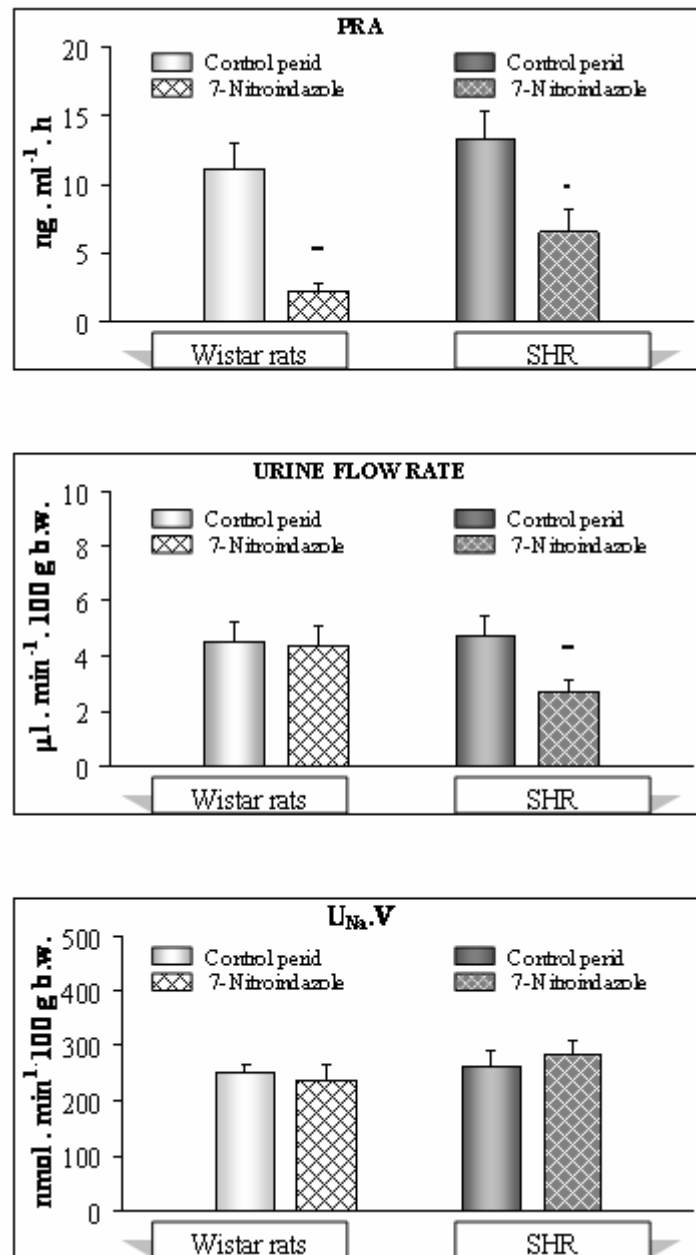 PRA
ng . ml⁻¹ . h
20
15
10
5
0
Control perid
7-Nitroindazole
Control perid
7-Nitroindazole
Wistar rats
SHR
URINE FLOW RATE
µl . min⁻¹ . 100 g b.w.
10
8
6
4
2
0
Control perid
7-Nitroindazole
Control perid
7-Nitroindazole
Wistar rats
SHR
U_Na.V
nmol . min¹ 100 g b.w.
500
400
300
200
100
0
Control perid
7-Nitroindazole
Control perid
7-Nitroindazole
Wistar rats
SHR